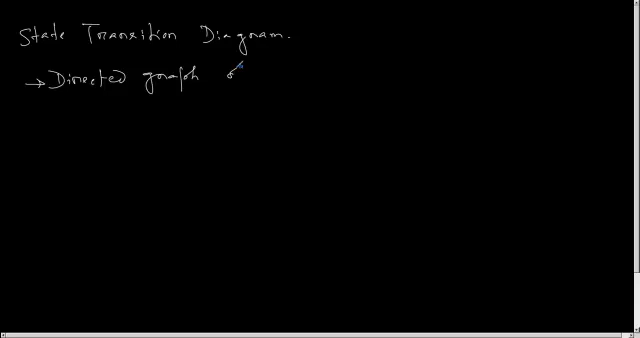 State Transition Diagram.
→ Directed graph